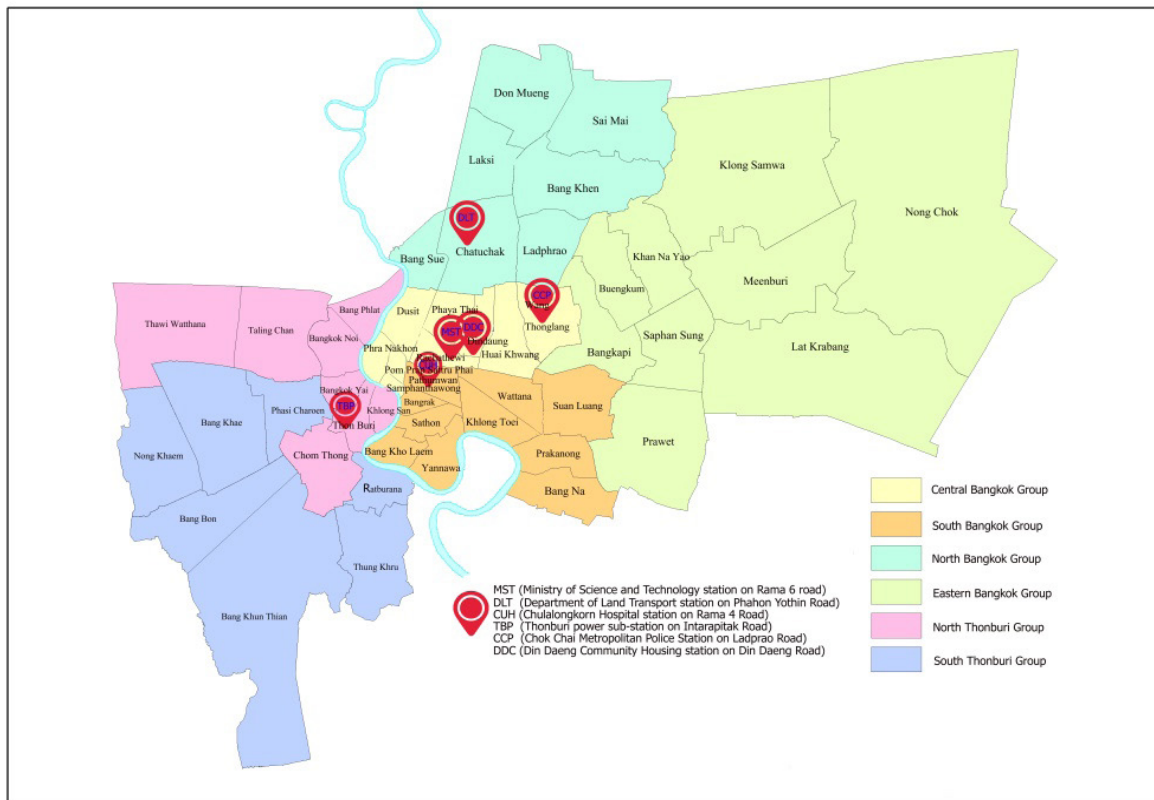 Don Mueng
Sai Mai
Laksi
Klong Samwa
Bang Khen
Nong Chok
DLT
Chatuchak
Ladphrao
Bang Sue
Khan Na Yao
Meenburi
Buengkum
CCP
Wang
Thonglang
Bang Phlat
Dusit
Phaya Thai
Thawi Watthana
Taling Chan
MST
DDC
Dindaung
Bangkok Noi
Phra Nakhon
Huai Khwang
Saphan Sung
Lat Krabang
Bangkapi
Pathumwan
Samphanthawong
Bangkok Yai
Bangrak
Wattana
Suan Luang
TBP
Thon Buri
Khlong San
Phasi Charoen
Bang Khae
Sathon
Khlong Toei
Prawet
Nong Khaem
Chom Thong
Bang Kho Laem
Yannawa
Prakanong
Bang Na
Ratburana
Bang Bon
Thung Khru
Bang Khun Thian
MST (Ministry of Science and Technology station on Rama 6 road)
DLT (Department of Land Transport station on Phahon Yothin Road)
CUH (Chulalongkorn Hospital station on Rama 4 Road)
TBP (Thonburi power sub-station on Intarapitak Road)
CCP (Chok Chai Metropolitan Police Station on Ladprao Road)
DDC (Din Daeng Community Housing station on Din Daeng Road)
Central Bangkok Group
South Bangkok Group
North Bangkok Group
Eastern Bangkok Group
North Thonburi Group
South Thonburi Group